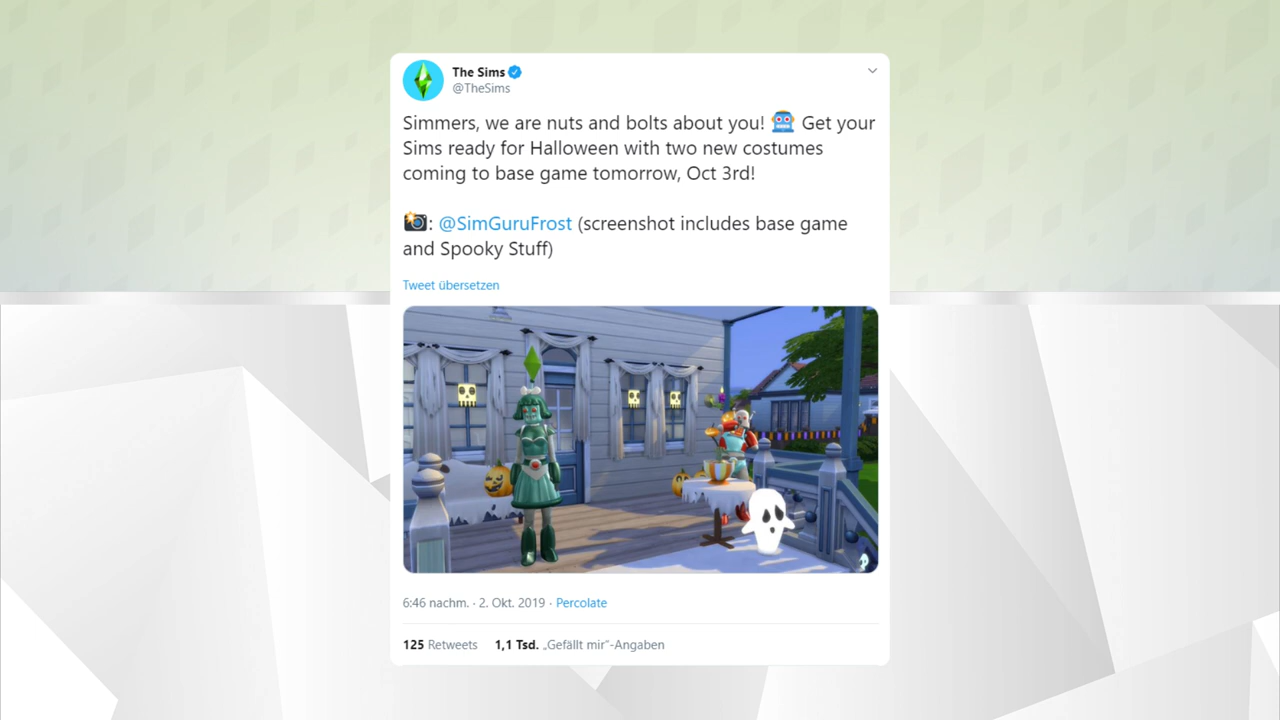 The Sims
@TheSims
Simmers, we are nuts and bolts about you! 🤖 Get your
Sims ready for Halloween with two new costumes
coming to base game tomorrow, Oct 3rd!
📸: @SimGuruFrost (screenshot includes base game
and Spooky Stuff)
Tweet übersetzen
6:46 nachm. · 2. Okt. 2019 · Percolate
125 Retweets 1,1 Tsd. „Gefällt mir“-Angaben